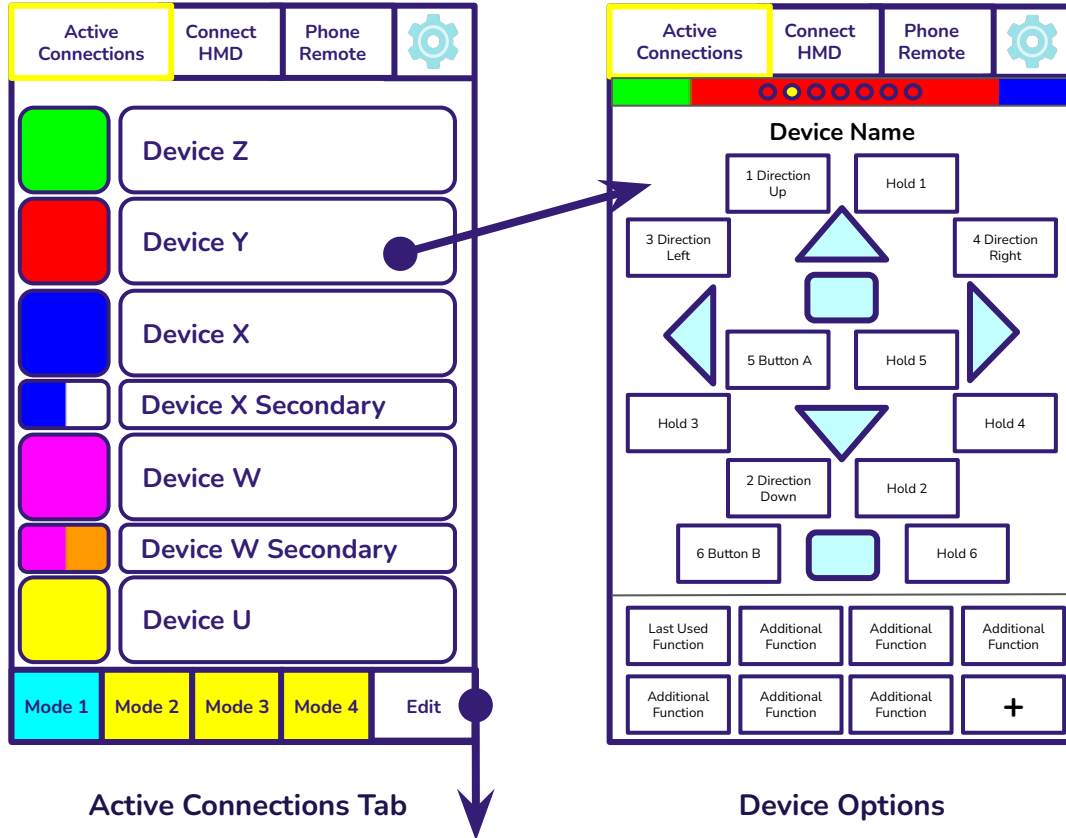 Active
Connections
Connect
HMD
Phone
Remote
Device Z
Device Y
Device X
Device X Secondary
Device W
Device W Secondary
Device U
Mode 1
Mode 2
Mode 3
Mode 4
Edit
Active Connections Tab
Active
Connections
Connect
HMD
Phone
Remote
Device Name
1 Direction
Up
Hold 1
3 Direction
Left
4 Direction
Right
5 Button A
Hold 5
Hold 3
Hold 4
2 Direction
Down
Hold 2
6 Button B
Hold 6
Last Used
Function
Additional
Function
Additional
Function
Additional
Function
Additional
Function
Additional
Function
Additional
Function
+
Device Options